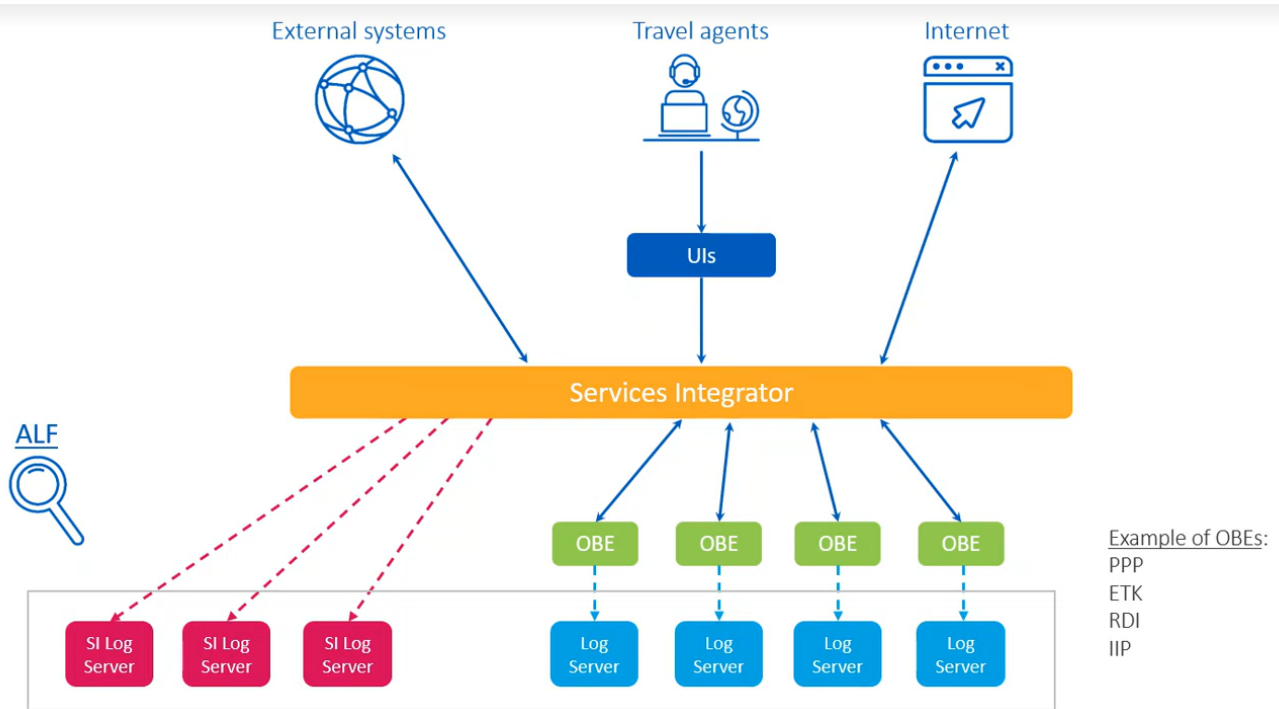 External systems
Travel agents
Internet
UIs
Services Integrator
ALF
OBE
OBE
OBE
OBE
Example of OBEs:
PPP
ETK
RDI
IIP
SI Log
Server
SI Log
Server
SI Log
Server
Log
Server
Log
Server
Log
Server
Log
Server